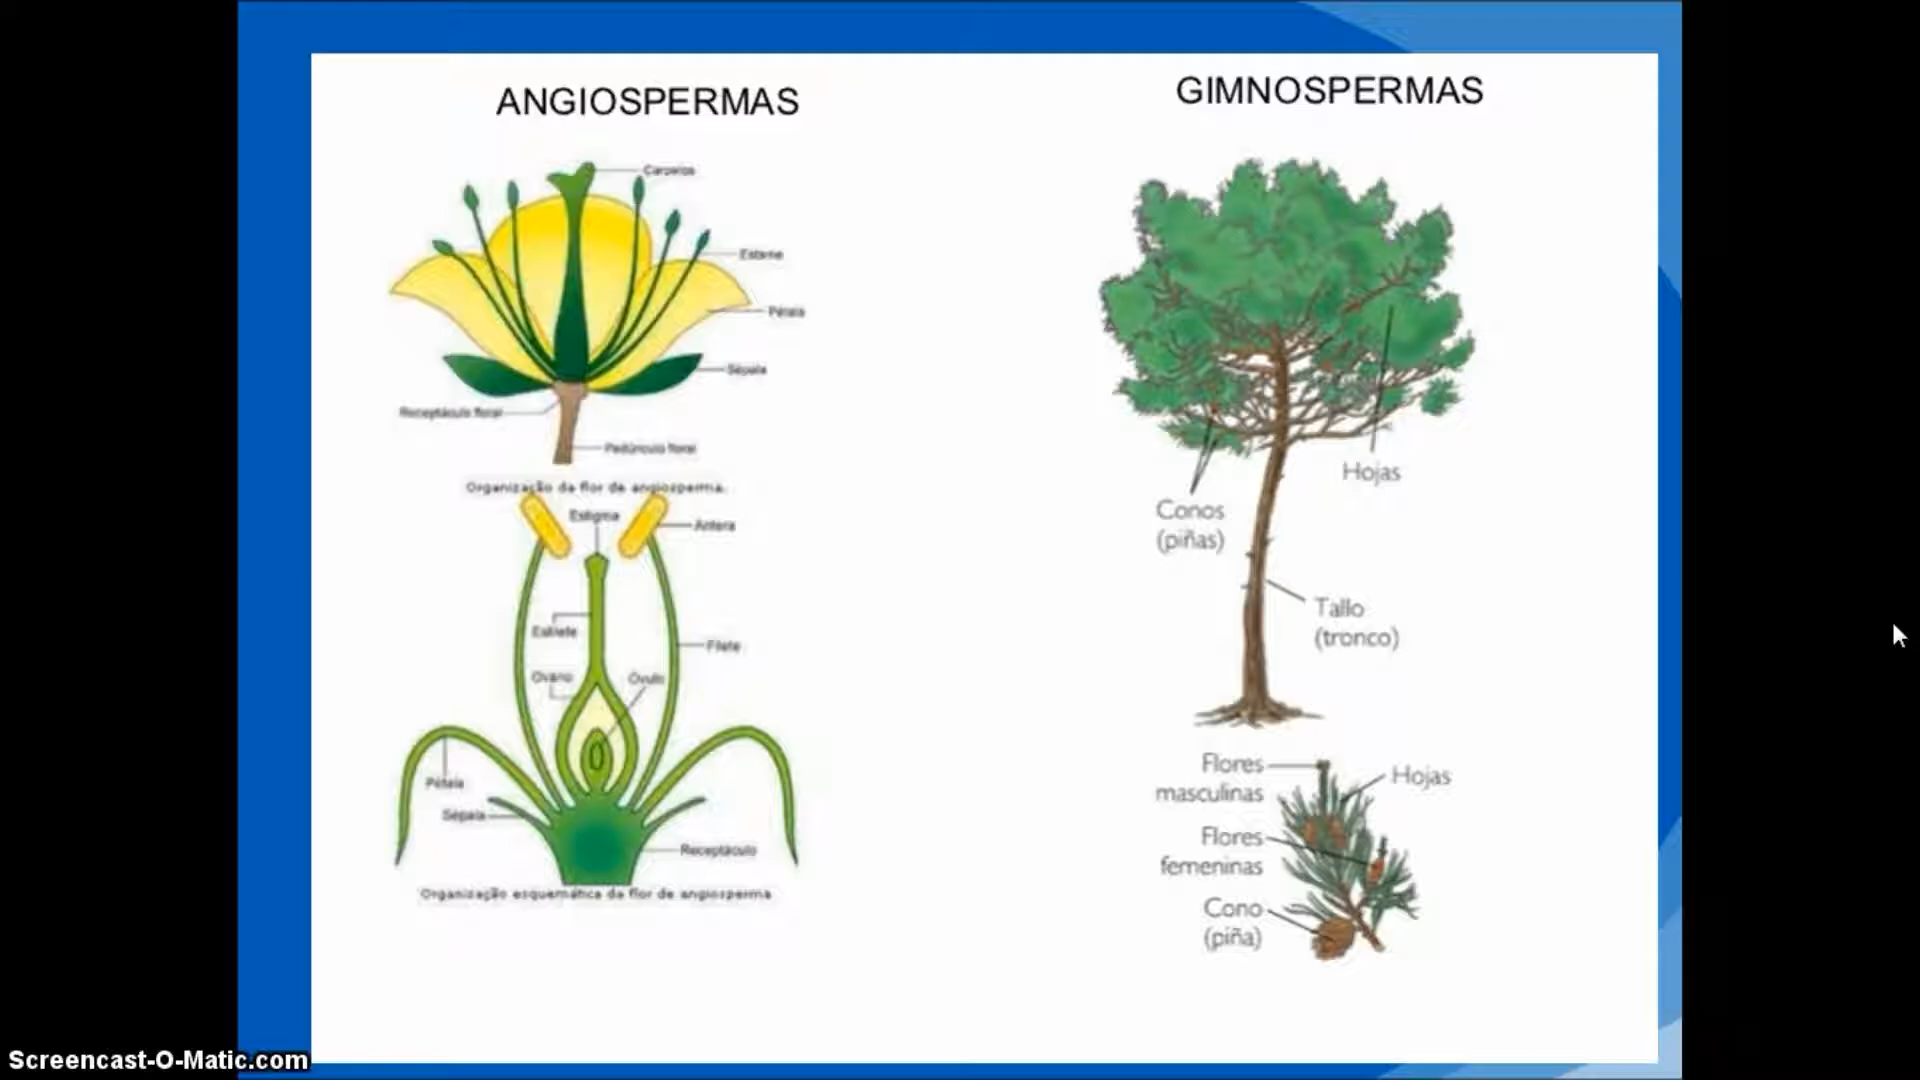 ANGIOSPERMAS
Carpelos
Estame
Pétala
Sépala
Receptáculo floral
Pedúnculo floral
Organização da flor de angiosperma.
Estigma
Antera
Estilete
Filete
Ovário
Óvulo
Pétala
Sépala
Receptáculo
Organização esquemática da flor de angiosperma
GIMNOSPERMAS
Hojas
Conos
(piñas)
Tallo
(tronco)
Flores
masculinas
Hojas
Flores
femeninas
Cono
(piña)
Screencast-O-Matic.com